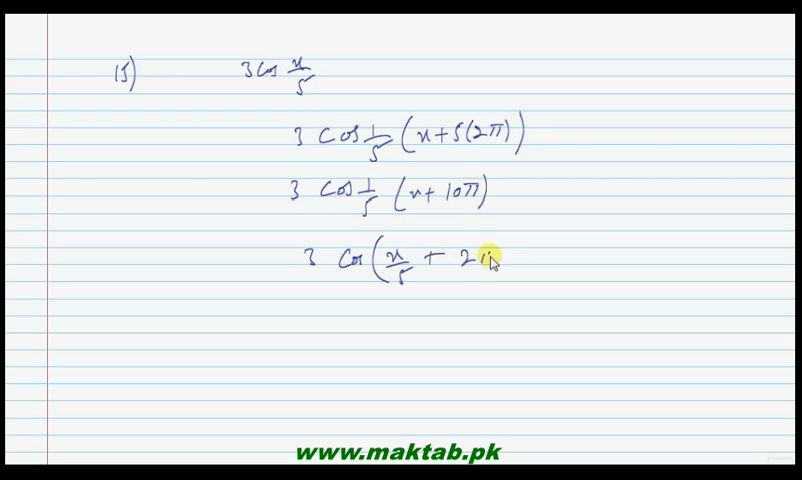 15) 3 cos x/5
3 cos 1/5 (x + 5(2π))
3 cos 1/5 (x + 10π)
3 cos (x/5 + 2π
www.maktab.pk